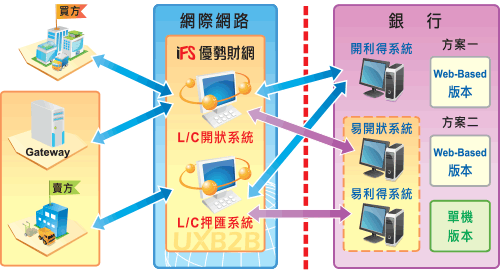 買方
Gateway
賣方
網際網路
iFS 優勢財網
L/C開狀系統
L/C押匯系統
UXB2B
銀 行
開利得系統
方案一
Web-Based
版本
易開狀系統
方案二
Web-Based
版本
易利得系統
單機
版本